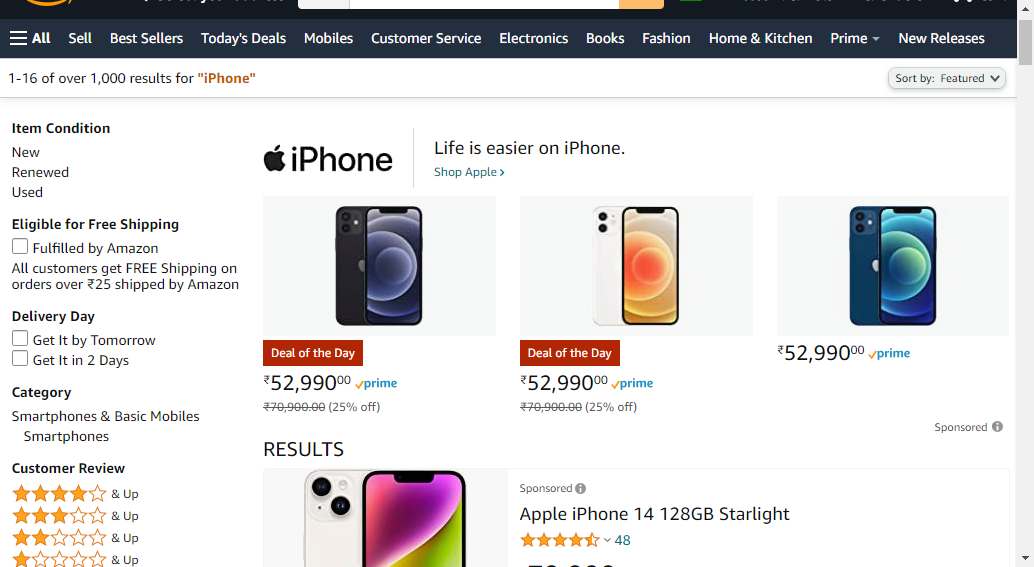 All Sell Best Sellers Today's Deals Mobiles Customer Service Electronics Books Fashion Home & Kitchen Prime New Releases
1-16 of over 1,000 results for "iPhone"
Sort by: Featured
Item Condition
New
Renewed
Used
Eligible for Free Shipping
Fulfilled by Amazon
All customers get FREE Shipping on
orders over ₹25 shipped by Amazon
Delivery Day
Get It by Tomorrow
Get It in 2 Days
Category
Smartphones & Basic Mobiles
Smartphones
Customer Review
& Up
& Up
& Up
& Up
iPhone
Life is easier on iPhone.
Shop Apple ›
Deal of the Day
₹52,990⁰⁰ prime
₹70,900.00 (25% off)
Deal of the Day
₹52,990⁰⁰ prime
₹70,900.00 (25% off)
₹52,990⁰⁰ prime
Sponsored
RESULTS
Sponsored
Apple iPhone 14 128GB Starlight
48